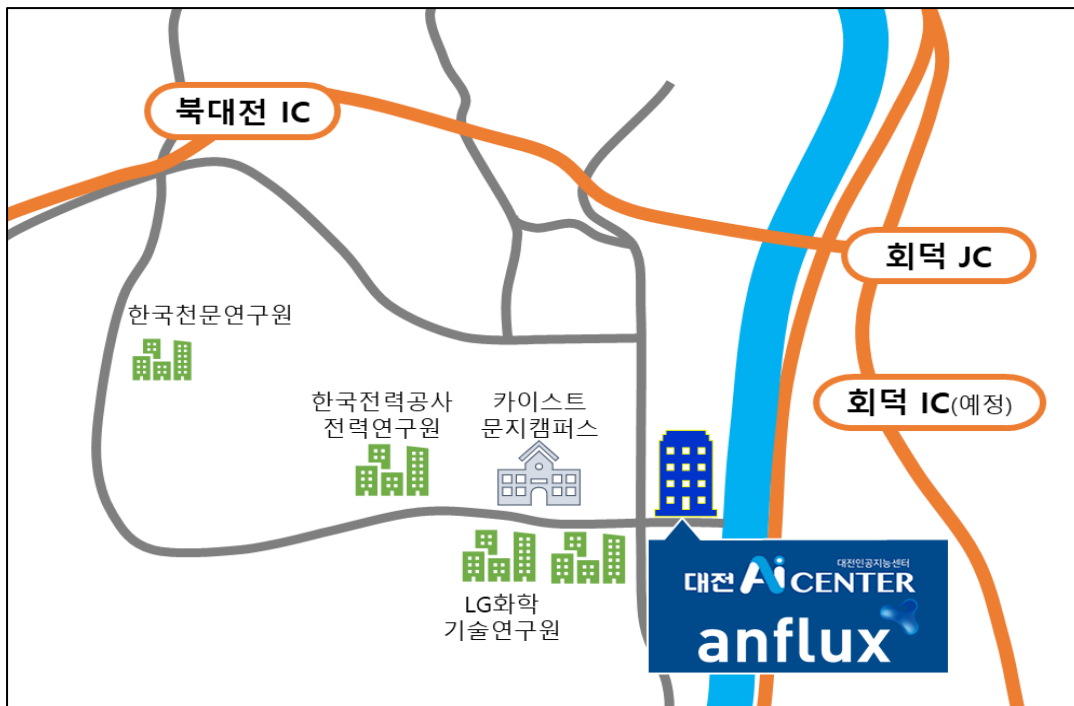 북대전 IC
회덕 JC
한국천문연구원
회덕 IC(예정)
한국전력공사
전력연구원
카이스트
문지캠퍼스
LG화학
기술연구원
대전인공지능센터
대전 Ai CENTER
anflux